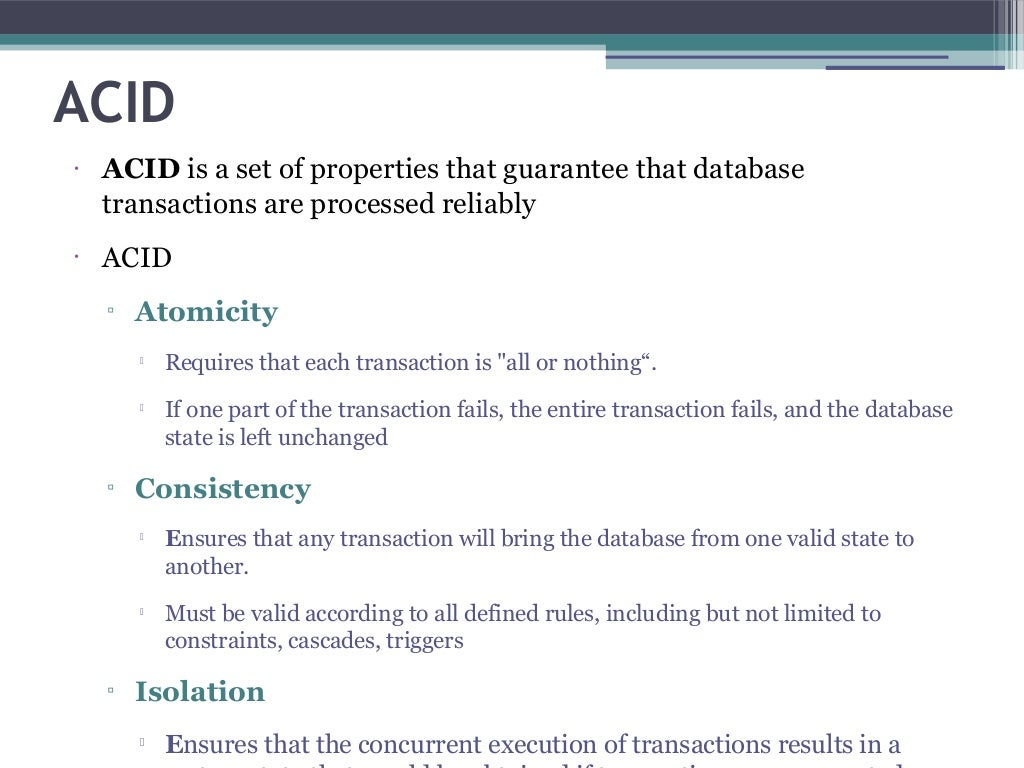 ACID
ACID is a set of properties that guarantee that database
transactions are processed reliably
ACID
Atomicity
Requires that each transaction is "all or nothing“.
If one part of the transaction fails, the entire transaction fails, and the database
state is left unchanged
Consistency
Ensures that any transaction will bring the database from one valid state to
another.
Must be valid according to all defined rules, including but not limited to
constraints, cascades, triggers
Isolation
Ensures that the concurrent execution of transactions results in a